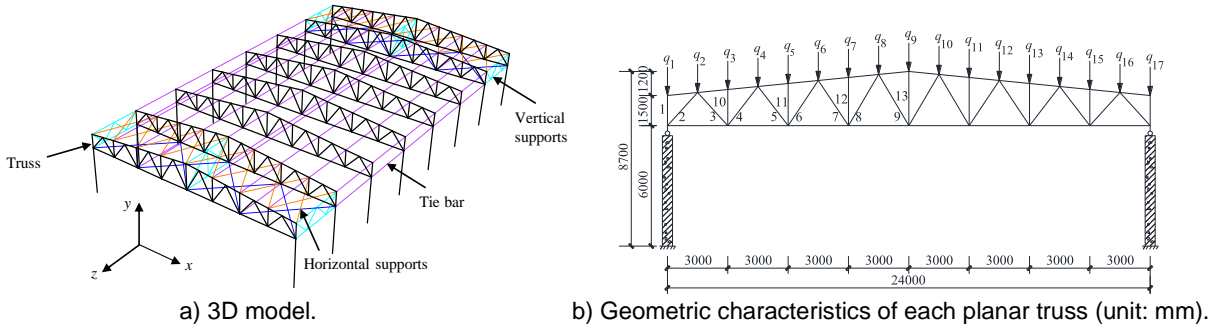 Truss
Vertical
supports
Tie bar
Horizontal supports
y
x
z
a) 3D model.
q1
q2
q3
q4
q5
q6
q7
q8
q9
q10
q11
q12
q13
q14
q15
q16
q17
1200
1500
8700
6000
1
2
3
10
4
5
11
6
7
12
8
9
13
3000 3000 3000 3000 3000 3000 3000 3000
24000
b) Geometric characteristics of each planar truss (unit: mm).